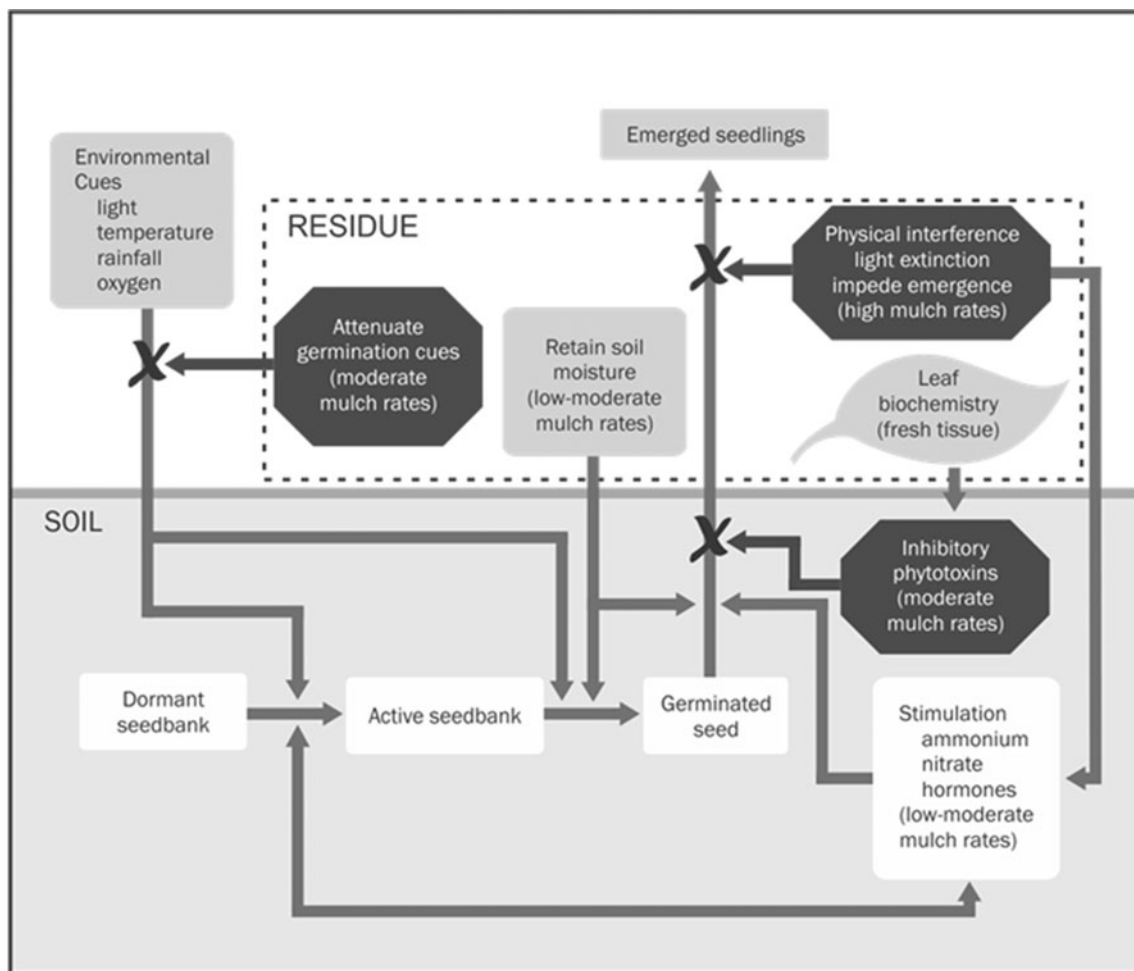 Environmental
Cues
light
temperature
rainfall
oxygen
Emerged seedlings
RESIDUE
Physical interference
light extinction
impede emergence
(high mulch rates)
Attenuate
germination cues
(moderate
mulch rates)
Retain soil
moisture
(low-moderate
mulch rates)
Leaf
biochemistry
(fresh tissue)
SOIL
Inhibitory
phytotoxins
(moderate
mulch rates)
Dormant
seedbank
Active seedbank
Germinated
seed
Stimulation
ammonium
nitrate
hormones
(low-moderate
mulch rates)